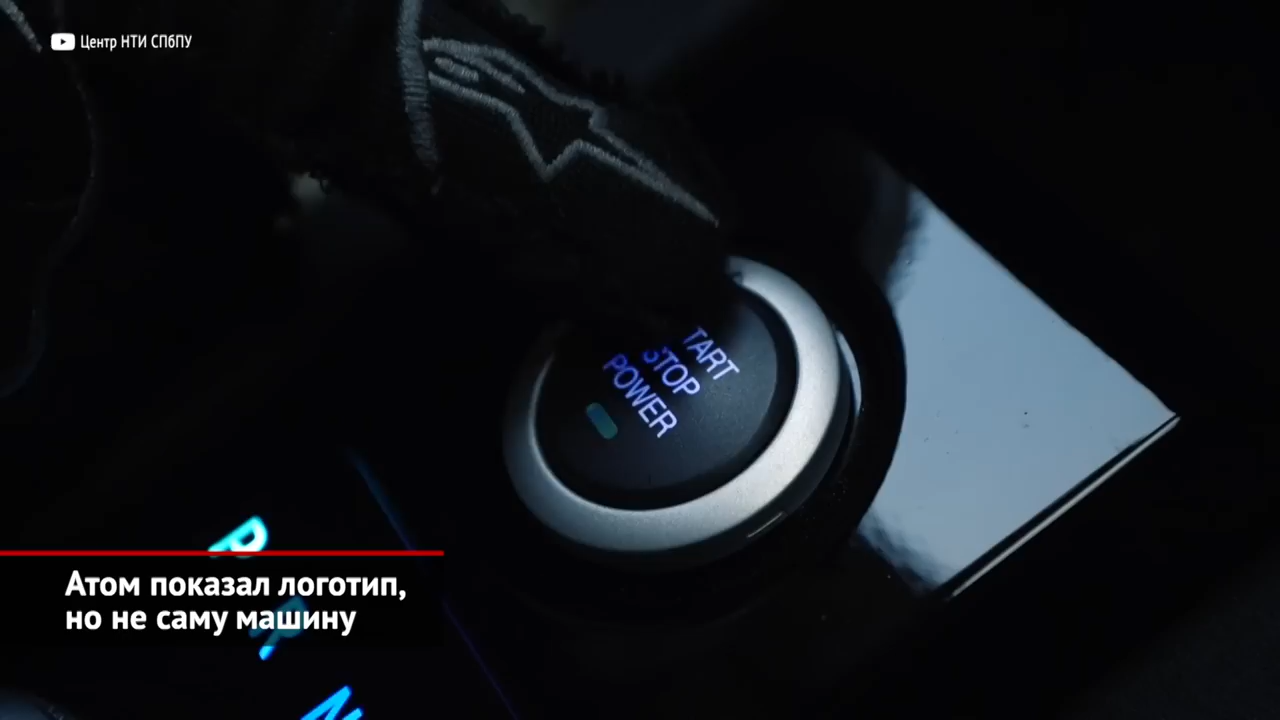 Центр НТИ СПбПУ
TART
STOP
POWER
P
R
N
Атом показал логотип,
но не саму машину